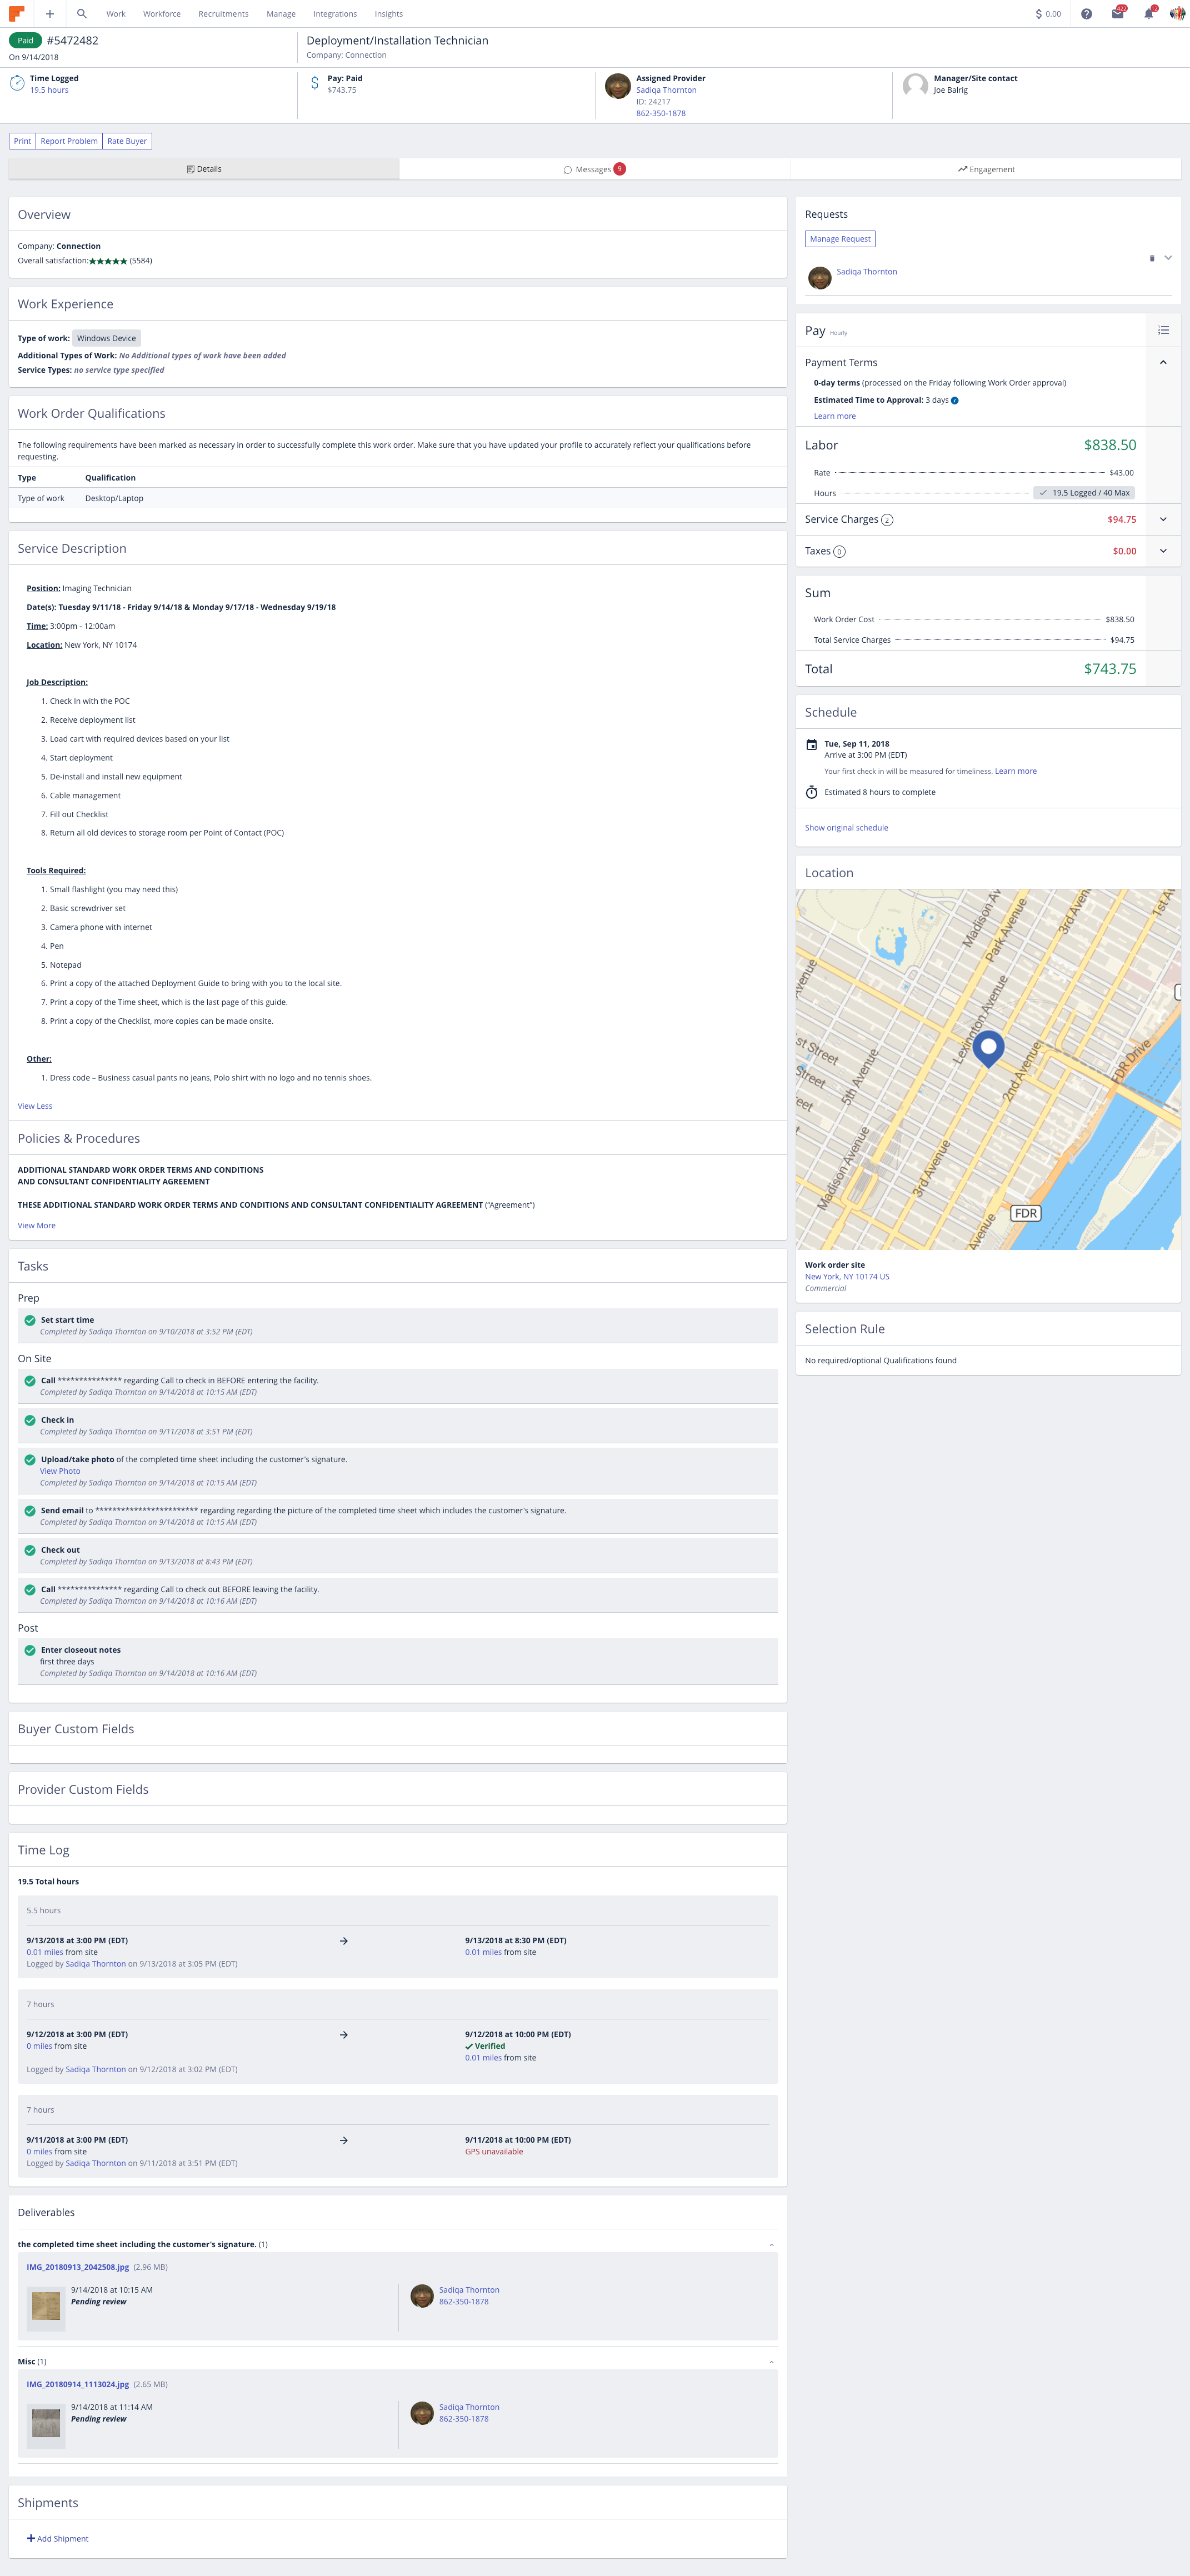 Work Workforce Recruitments Manage Integrations Insights
$ 0.00
Paid #5472482
On 9/14/2018
Deployment/Installation Technician
Company: Connection
Time Logged
19.5 hours
Pay: Paid
$743.75
Assigned Provider
Sadiqa Thornton
ID: 24217
862-350-1878
Manager/Site contact
Joe Balrig
Print Report Problem Rate Buyer
Details
Messages 9
Engagement
Overview
Company: Connection
Overall satisfaction:★★★★★ (5584)
Work Experience
Type of work: Windows Device
Additional Types of Work: No Additional types of work have been added
Service Types: no service type specified
Work Order Qualifications
The following requirements have been marked as necessary in order to successfully complete this work order. Make sure that you have updated your profile to accurately reflect your qualifications before
requesting.
Type Qualification
Type of work Desktop/Laptop
Service Description
Position: Imaging Technician
Date(s): Tuesday 9/11/18 - Friday 9/14/18 & Monday 9/17/18 - Wednesday 9/19/18
Time: 3:00pm - 12:00am
Location: New York, NY 10174
Job Description:
1. Check In with the POC
2. Receive deployment list
3. Load cart with required devices based on your list
4. Start deployment
5. De-install and install new equipment
6. Cable management
7. Fill out Checklist
8. Return all old devices to storage room per Point of Contact (POC)
Tools Required:
1. Small flashlight (you may need this)
2. Basic screwdriver set
3. Camera phone with internet
4. Pen
5. Notepad
6. Print a copy of the attached Deployment Guide to bring with you to the local site.
7. Print a copy of the Time sheet, which is the last page of this guide.
8. Print a copy of the Checklist, more copies can be made onsite.
Other:
1. Dress code – Business casual pants no jeans, Polo shirt with no logo and no tennis shoes.
View Less
Policies & Procedures
ADDITIONAL STANDARD WORK ORDER TERMS AND CONDITIONS
AND CONSULTANT CONFIDENTIALITY AGREEMENT
THESE ADDITIONAL STANDARD WORK ORDER TERMS AND CONDITIONS AND CONSULTANT CONFIDENTIALITY AGREEMENT (“Agreement”)
View More
Tasks
Prep
Set start time
Completed by Sadiqa Thornton on 9/10/2018 at 3:52 PM (EDT)
On Site
Call *************** regarding Call to check in BEFORE entering the facility.
Completed by Sadiqa Thornton on 9/14/2018 at 10:15 AM (EDT)
Check in
Completed by Sadiqa Thornton on 9/11/2018 at 3:51 PM (EDT)
Upload/take photo of the completed time sheet including the customer's signature.
View Photo
Completed by Sadiqa Thornton on 9/14/2018 at 10:15 AM (EDT)
Send email to ************************ regarding regarding the picture of the completed time sheet which includes the customer's signature.
Completed by Sadiqa Thornton on 9/14/2018 at 10:15 AM (EDT)
Check out
Completed by Sadiqa Thornton on 9/13/2018 at 8:43 PM (EDT)
Call *************** regarding Call to check out BEFORE leaving the facility.
Completed by Sadiqa Thornton on 9/14/2018 at 10:16 AM (EDT)
Post
Enter closeout notes
first three days
Completed by Sadiqa Thornton on 9/14/2018 at 10:16 AM (EDT)
Buyer Custom Fields
Provider Custom Fields
Time Log
19.5 Total hours
5.5 hours
9/13/2018 at 3:00 PM (EDT) 9/13/2018 at 8:30 PM (EDT)
0.01 miles from site 0.01 miles from site
Logged by Sadiqa Thornton on 9/13/2018 at 3:05 PM (EDT)
7 hours
9/12/2018 at 3:00 PM (EDT) 9/12/2018 at 10:00 PM (EDT)
0 miles from site Verified
0.01 miles from site
Logged by Sadiqa Thornton on 9/12/2018 at 3:02 PM (EDT)
7 hours
9/11/2018 at 3:00 PM (EDT) 9/11/2018 at 10:00 PM (EDT)
0 miles from site GPS unavailable
Logged by Sadiqa Thornton on 9/11/2018 at 3:51 PM (EDT)
Deliverables
the completed time sheet including the customer's signature. (1)
IMG_20180913_2042508.jpg (2.96 MB)
9/14/2018 at 10:15 AM
Pending review
Sadiqa Thornton
862-350-1878
Misc (1)
IMG_20180914_1113024.jpg (2.65 MB)
9/14/2018 at 11:14 AM
Pending review
Sadiqa Thornton
862-350-1878
Shipments
Add Shipment
Requests
Manage Request
Sadiqa Thornton
Pay Hourly
Payment Terms
0-day terms (processed on the Friday following Work Order approval)
Estimated Time to Approval: 3 days
Learn more
Labor $838.50
Rate $43.00
Hours 19.5 Logged / 40 Max
Service Charges 2 $94.75
Taxes 0 $0.00
Sum
Work Order Cost $838.50
Total Service Charges $94.75
Total $743.75
Schedule
Tue, Sep 11, 2018
Arrive at 3:00 PM (EDT)
Your first check in will be measured for timeliness. Learn more
Estimated 8 hours to complete
Show original schedule
Location
Madison Av
Park Avenue
3rd Avenue
1st Av
Lexington Avenue
5th Avenue
2nd Avenue
FDR Drive
Madison Avenue
3rd Avenue
FDR
Avenue
Work order site
New York, NY 10174 US
Commercial
Selection Rule
No required/optional Qualifications found